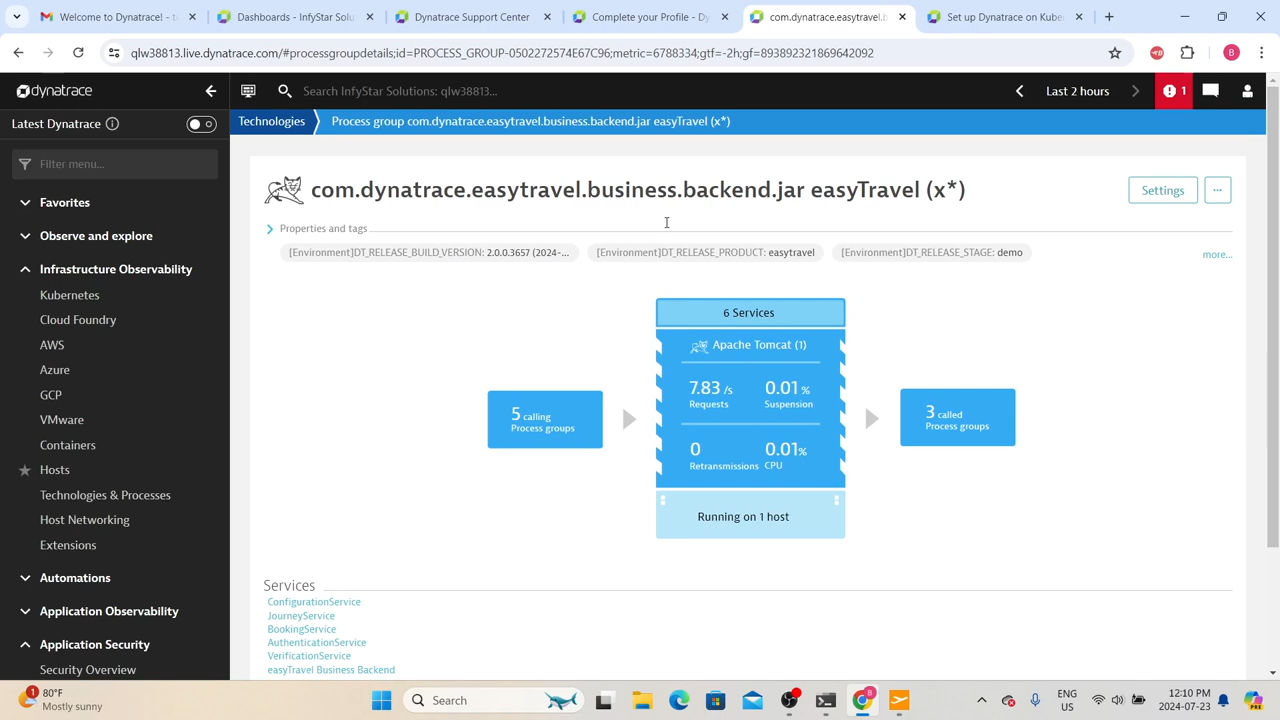 Welcome to Dynatrace! - tl
Dashboards - InfyStar Solu
Dynatrace Support Center
Complete your Profile - Dy
com.dynatrace.easytravel.b
Set up Dynatrace on Kube
qlw38813.live.dynatrace.com/#processgroupdetails;id=PROCESS_GROUP-0502272574E67C96;metric=6788334;gtf=-2h;gf=893892321869642092
B
dynatrace
Search InfyStar Solutions: qlw38813...
Last 2 hours
1
Latest Dynatrace
Technologies
Process group com.dynatrace.easytravel.business.backend.jar easyTravel (x*)
Filter menu...
Favorites
Observe and explore
Infrastructure Observability
Kubernetes
Cloud Foundry
AWS
Azure
GCP
VMware
Containers
Hosts
Technologies & Processes
Host Networking
Extensions
Automations
Application Observability
Application Security
Security Overview
com.dynatrace.easytravel.business.backend.jar easyTravel (x*)
Settings
...
Properties and tags
[Environment]DT_RELEASE_BUILD_VERSION: 2.0.0.3657 (2024-...
[Environment]DT_RELEASE_PRODUCT: easytravel
[Environment]DT_RELEASE_STAGE: demo
more...
6 Services
Apache Tomcat (1)
7.83 /s
Requests
0.01 %
Suspension
0
Retransmissions
0.01%
CPU
5 calling
Process groups
3 called
Process groups
Running on 1 host
Services
ConfigurationService
JourneyService
BookingService
AuthenticationService
VerificationService
easyTravel Business Backend
1
80°F
Mostly sunny
Search
B
ENG
US
12:10 PM
2024-07-23
PRE